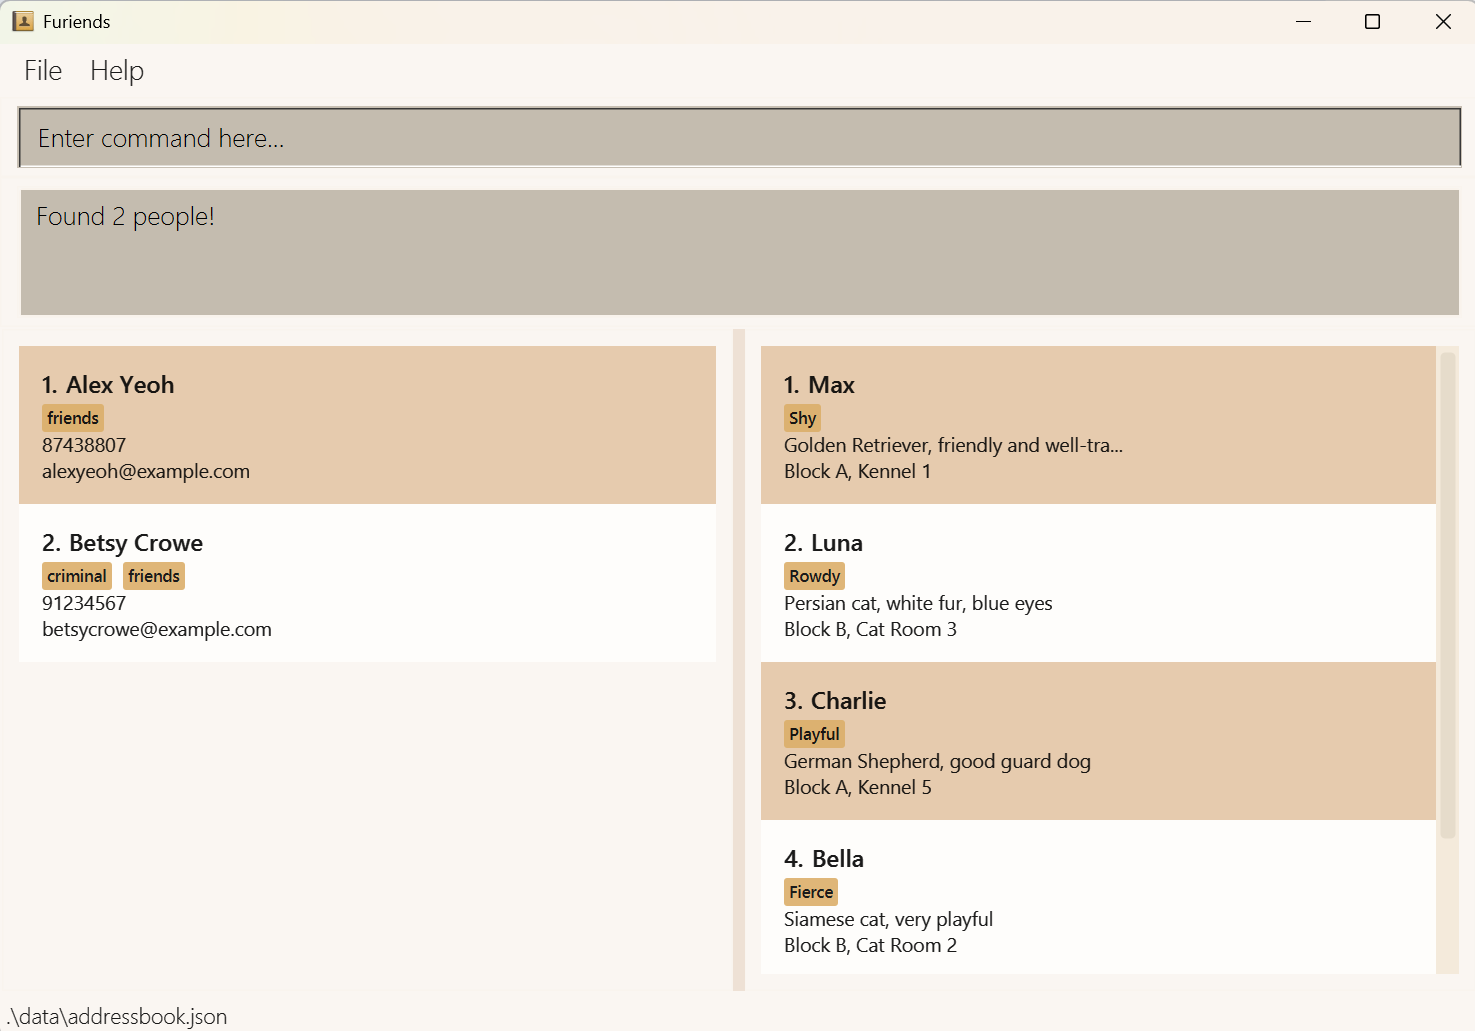 Furiends
File Help
Enter command here...
Found 2 people!
1. Alex Yeoh
friends
87438807
alexyeoh@example.com
2. Betsy Crowe
criminal friends
91234567
betsycrowe@example.com
1. Max
Shy
Golden Retriever, friendly and well-tra...
Block A, Kennel 1
2. Luna
Rowdy
Persian cat, white fur, blue eyes
Block B, Cat Room 3
3. Charlie
Playful
German Shepherd, good guard dog
Block A, Kennel 5
4. Bella
Fierce
Siamese cat, very playful
Block B, Cat Room 2
.\data\addressbook.json